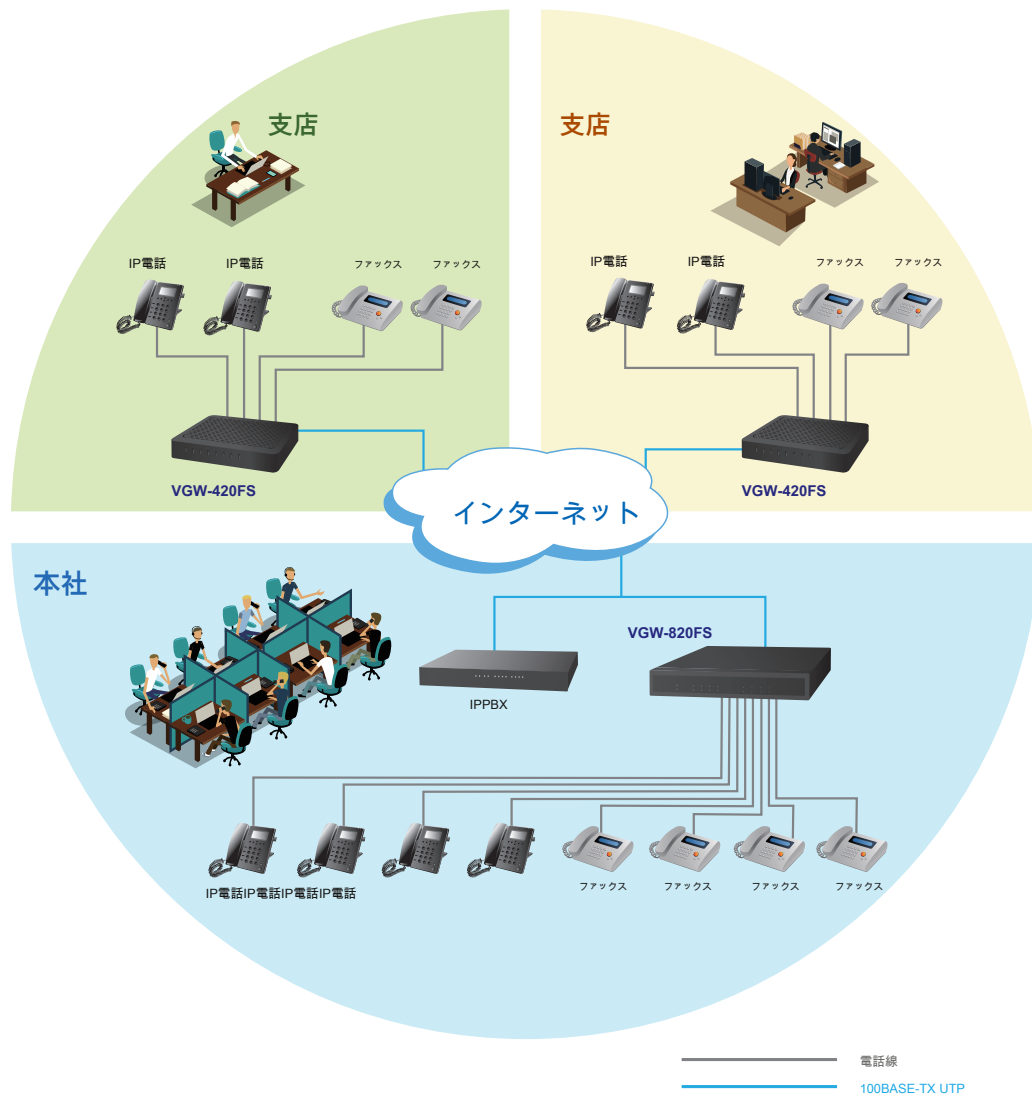 支店
IP電話
IP電話
ファックス
ファックス
VGW-420FS
支店
IP電話
IP電話
ファックス
ファックス
VGW-420FS
インターネット
本社
VGW-820FS
IPPBX
IP電話IP電話IP電話IP電話
ファックス
ファックス
ファックス
ファックス
電話線
100BASE-TX UTP